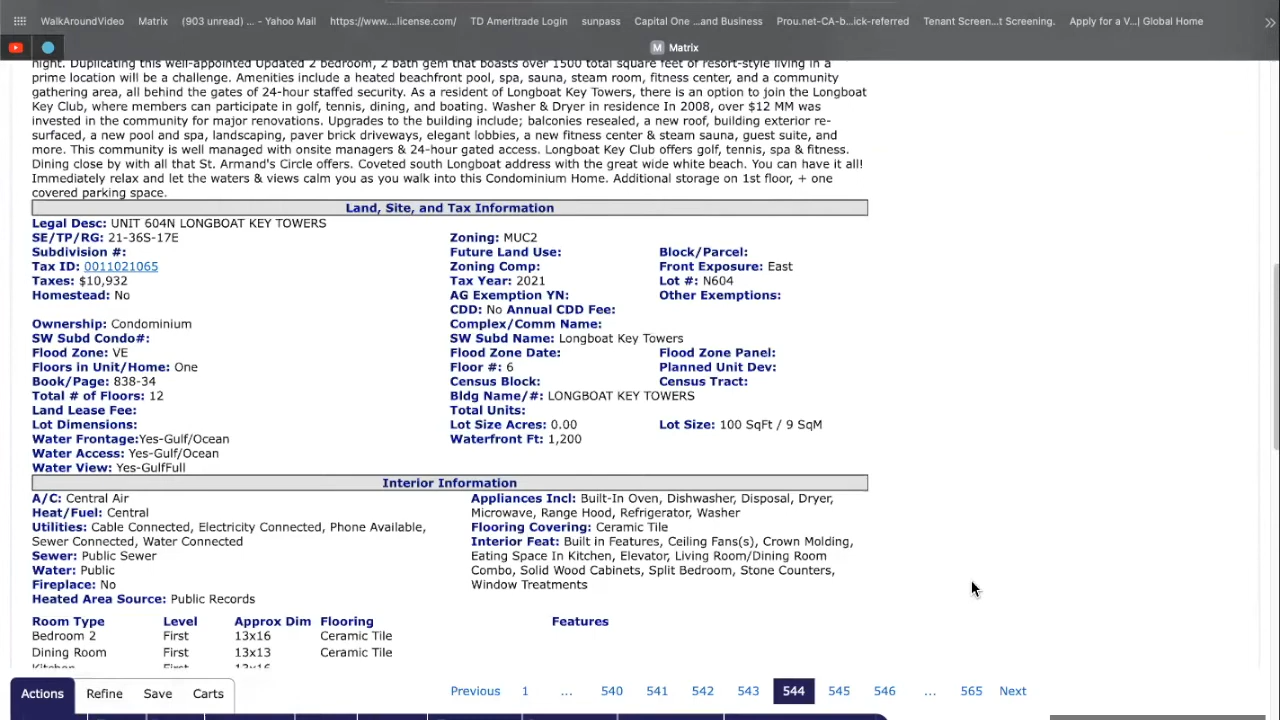 WalkAroundVideo Matrix (903 unread) ... - Yahoo Mail https://www....license.com/ TD Ameritrade Login sunpass Capital One ...and Business Prou.net-CA-b...ick-referred Tenant Screen...t Screening. Apply for a V...| Global Home
M Matrix
night. Duplicating this well-appointed Updated 2 bedroom, 2 bath gem that boasts over 1500 total square feet of resort-style living in a
prime location will be a challenge. Amenities include a heated beachfront pool, spa, sauna, steam room, fitness center, and a community
gathering area, all behind the gates of 24-hour staffed security. As a resident of Longboat Key Towers, there is an option to join the Longboat
Key Club, where members can participate in golf, tennis, dining, and boating. Washer & Dryer in residence In 2008, over $12 MM was
invested in the community for major renovations. Upgrades to the building include; balconies resealed, a new roof, building exterior re-
surfaced, a new pool and spa, landscaping, paver brick driveways, elegant lobbies, a new fitness center & steam sauna, guest suite, and
more. This community is well managed with onsite managers & 24-hour gated access. Longboat Key Club offers golf, tennis, spa & fitness.
Dining close by with all that St. Armand's Circle offers. Coveted south Longboat address with the great wide white beach. You can have it all!
Immediately relax and let the waters & views calm you as you walk into this Condominium Home. Additional storage on 1st floor, + one
covered parking space.
Land, Site, and Tax Information
Legal Desc: UNIT 604N LONGBOAT KEY TOWERS
SE/TP/RG: 21-36S-17E Zoning: MUC2
Subdivision #: Future Land Use: Block/Parcel:
Tax ID: 0011021065 Zoning Comp: Front Exposure: East
Taxes: $10,932 Tax Year: 2021 Lot #: N604
Homestead: No AG Exemption YN: Other Exemptions:
CDD: No Annual CDD Fee:
Ownership: Condominium Complex/Comm Name:
SW Subd Condo#: SW Subd Name: Longboat Key Towers
Flood Zone: VE Flood Zone Date: Flood Zone Panel:
Floors in Unit/Home: One Floor #: 6 Planned Unit Dev:
Book/Page: 838-34 Census Block: Census Tract:
Total # of Floors: 12 Bldg Name/#: LONGBOAT KEY TOWERS
Land Lease Fee: Total Units:
Lot Dimensions: Lot Size Acres: 0.00 Lot Size: 100 SqFt / 9 SqM
Water Frontage:Yes-Gulf/Ocean Waterfront Ft: 1,200
Water Access: Yes-Gulf/Ocean
Water View: Yes-GulfFull
Interior Information
A/C: Central Air Appliances Incl: Built-In Oven, Dishwasher, Disposal, Dryer,
Heat/Fuel: Central Microwave, Range Hood, Refrigerator, Washer
Utilities: Cable Connected, Electricity Connected, Phone Available, Flooring Covering: Ceramic Tile
Sewer Connected, Water Connected Interior Feat: Built in Features, Ceiling Fans(s), Crown Molding,
Sewer: Public Sewer Eating Space In Kitchen, Elevator, Living Room/Dining Room
Water: Public Combo, Solid Wood Cabinets, Split Bedroom, Stone Counters,
Fireplace: No Window Treatments
Heated Area Source: Public Records
Room Type Level Approx Dim Flooring Features
Bedroom 2 First 13x16 Ceramic Tile
Dining Room First 13x13 Ceramic Tile
Kitchen First 13x16
Actions Refine Save Carts Previous 1 ... 540 541 542 543 544 545 546 ... 565 Next